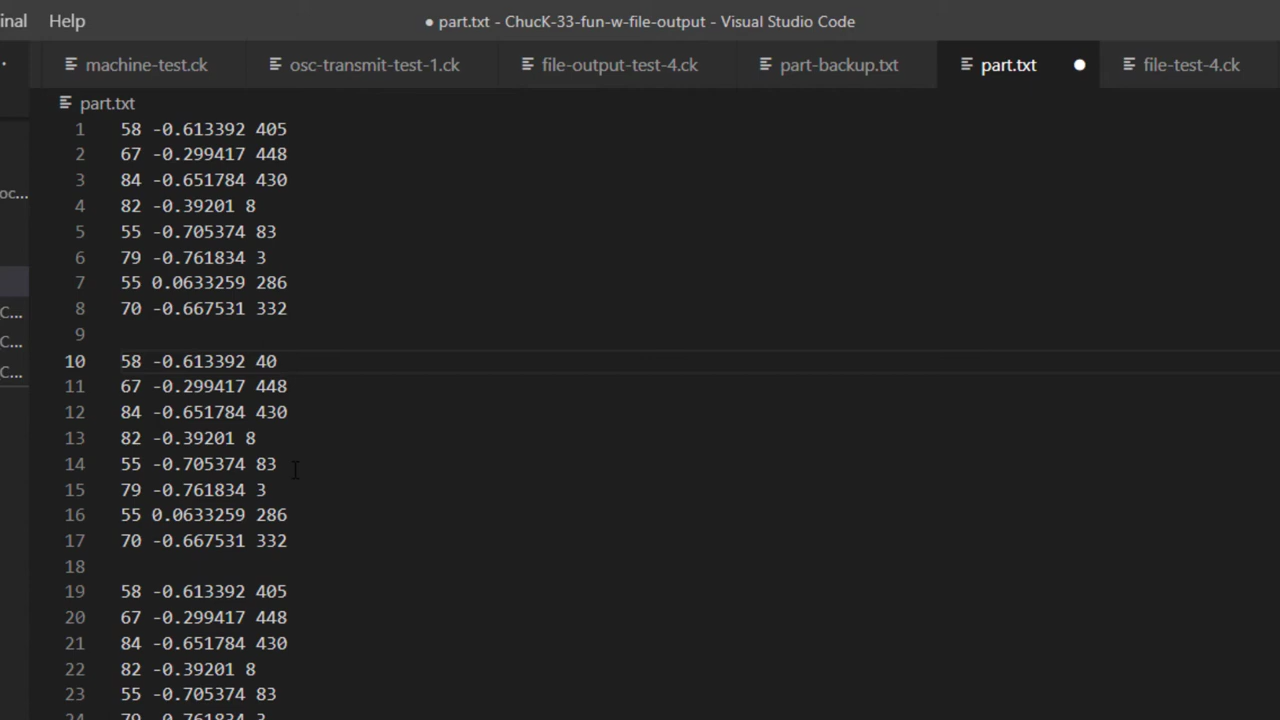 inal Help ● part.txt - ChucK-33-fun-w-file-output - Visual Studio Code
machine-test.ck osc-transmit-test-1.ck file-output-test-4.ck part-backup.txt part.txt file-test-4.ck
part.txt
1 58 -0.613392 405
2 67 -0.299417 448
3 84 -0.651784 430
oc...
4 82 -0.39201 8
5 55 -0.705374 83
6 79 -0.761834 3
7 55 0.0633259 286
8 70 -0.667531 332
C...
9
C...
10 58 -0.613392 40
C...
11 67 -0.299417 448
12 84 -0.651784 430
13 82 -0.39201 8
14 55 -0.705374 83
15 79 -0.761834 3
16 55 0.0633259 286
17 70 -0.667531 332
18
19 58 -0.613392 405
20 67 -0.299417 448
21 84 -0.651784 430
22 82 -0.39201 8
23 55 -0.705374 83
24 79 -0.761834 3